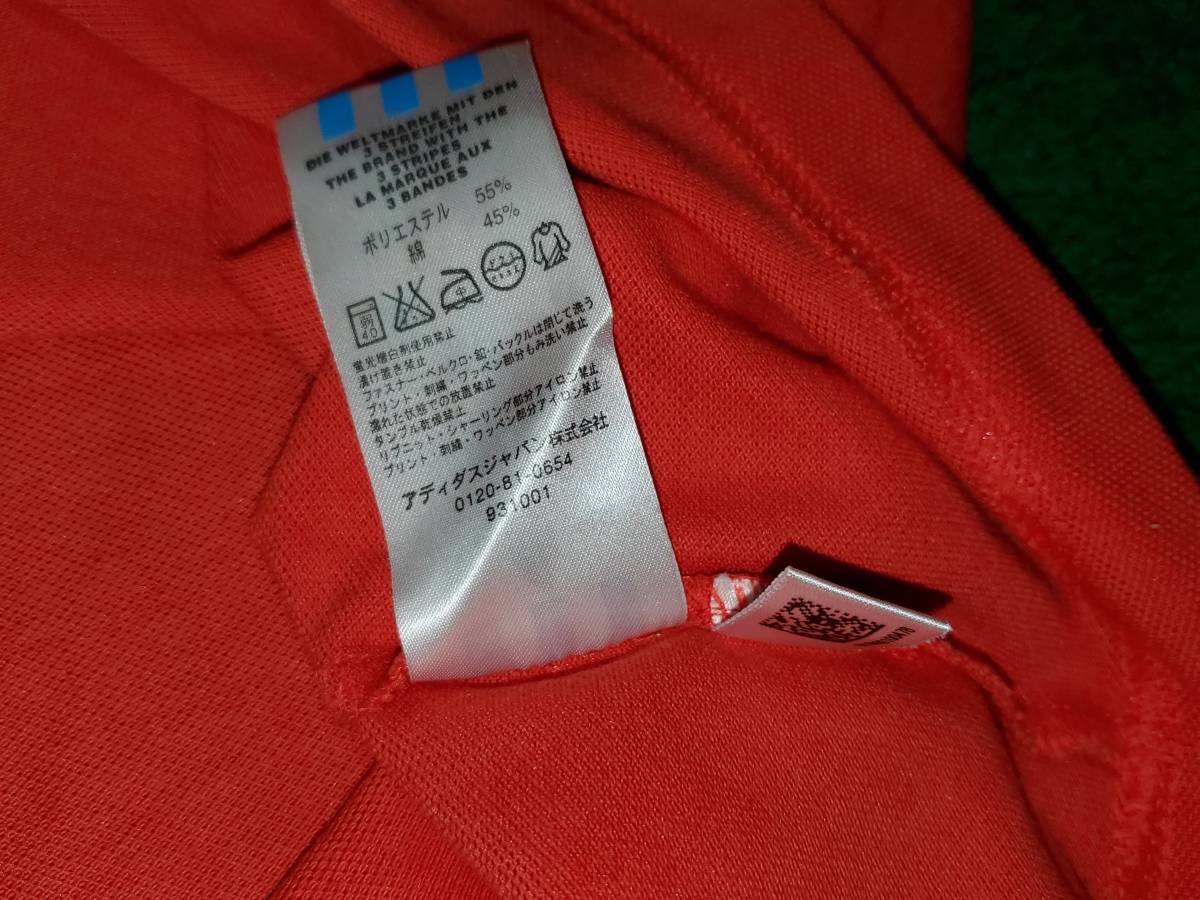 DIE WELTMARKE MIT DEN
3 STREIFEN
THE BRAND WITH THE
3 STRIPES
LA MARQUE AUX
3 BANDES
ポリエステル 55%
綿 45%
弱
40
中
蛍光増白剤使用禁止
漬け置き禁止
ファスナー・ベルクロ・釦・バックルは閉じて洗う
プリント・刺繍・ワッペン部分もみ洗い禁止
濡れた状態での放置禁止
タンブル乾燥禁止
リブニット・シャーリング部分アイロン禁止
プリント・刺繍・ワッペン部分アイロン禁止
アディダスジャパン株式会社
0120-81-0654
931001